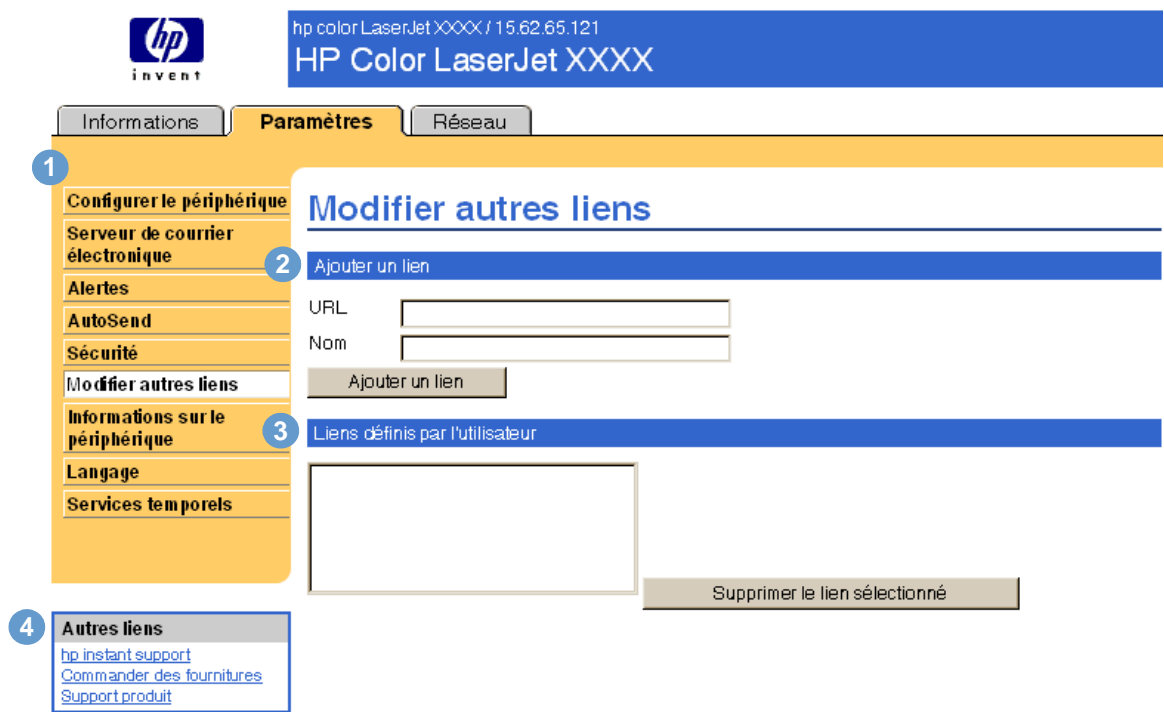 hp
invent
hp color LaserJet XXXX / 15.62.65.121
HP Color LaserJet XXXX
Informations
Paramètres
Réseau
1
Configurer le périphérique
Serveur de courrier
électronique
Alertes
AutoSend
Sécurité
Modifier autres liens
Informations sur le
périphérique
Langage
Services temporels
Modifier autres liens
2
Ajouter un lien
URL
Nom
Ajouter un lien
3
Liens définis par l'utilisateur
Supprimer le lien sélectionné
4
Autres liens
hp instant support
Commander des fournitures
Support produit